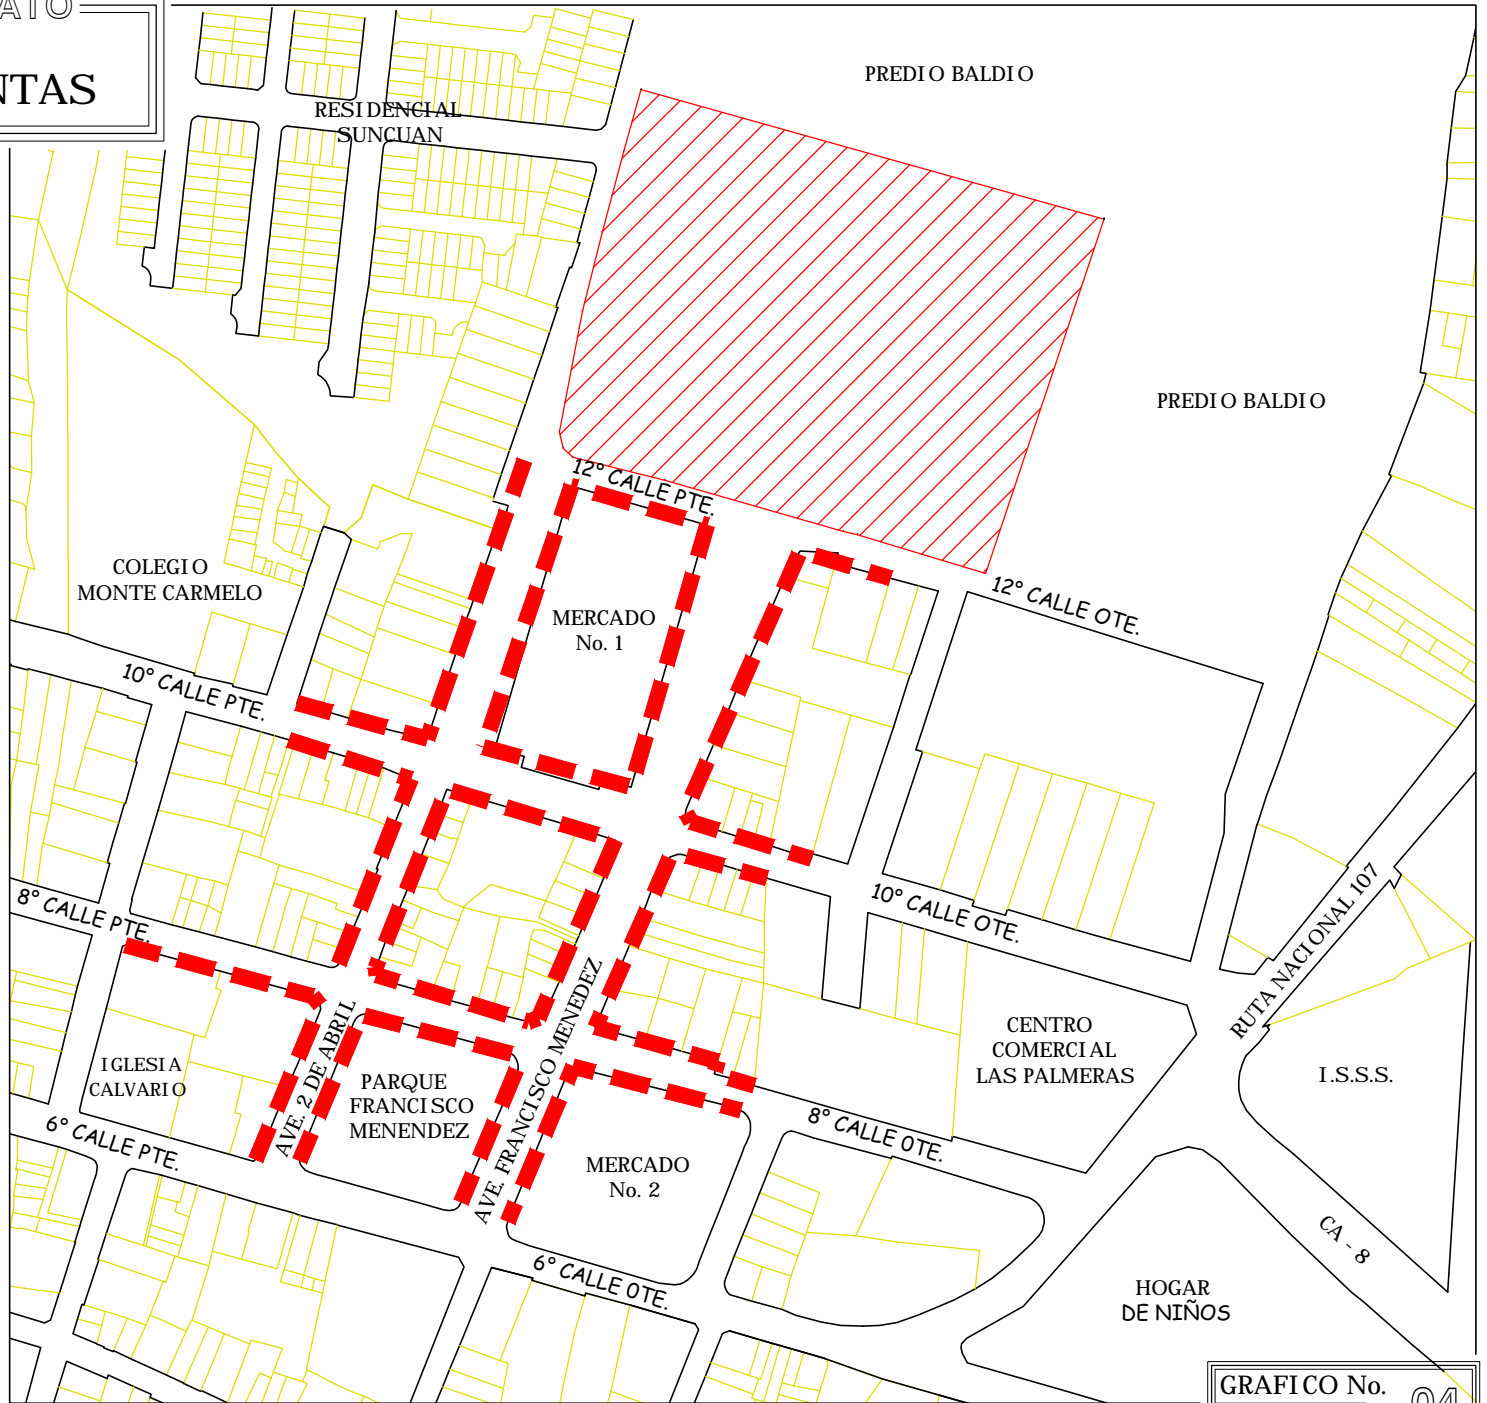 ATO
NTAS
PREDIO BALDIO
RESIDENCIAL
SUNCUAN
PREDIO BALDIO
12° CALLE PTE.
COLEGIO
MONTE CARMELO
MERCADO
No. 1
12° CALLE OTE.
10° CALLE PTE.
8° CALLE PTE.
10° CALLE OTE.
RUTA NACIONAL 107
AVE. 2 DE ABRIL
AVE. FRANCISCO MENEDEZ
CENTRO
COMERCIAL
LAS PALMERAS
IGLESIA
CALVARIO
PARQUE
FRANCISCO
MENENDEZ
I.S.S.S.
6° CALLE PTE.
8° CALLE OTE.
MERCADO
No. 2
CA - 8
6° CALLE OTE.
HOGAR
DE NIÑOS
GRAFICO No. 04